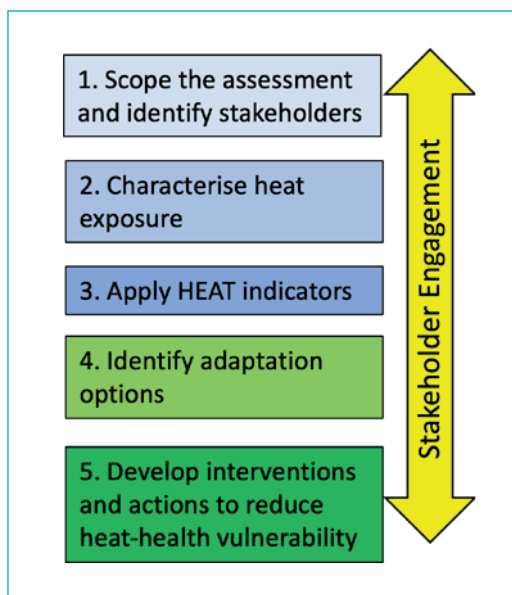 1. Scope the assessment
and identify stakeholders
2. Characterise heat
exposure
3. Apply HEAT indicators
4. Identify adaptation
options
5. Develop interventions
and actions to reduce
heat-health vulnerability
Stakeholder Engagement